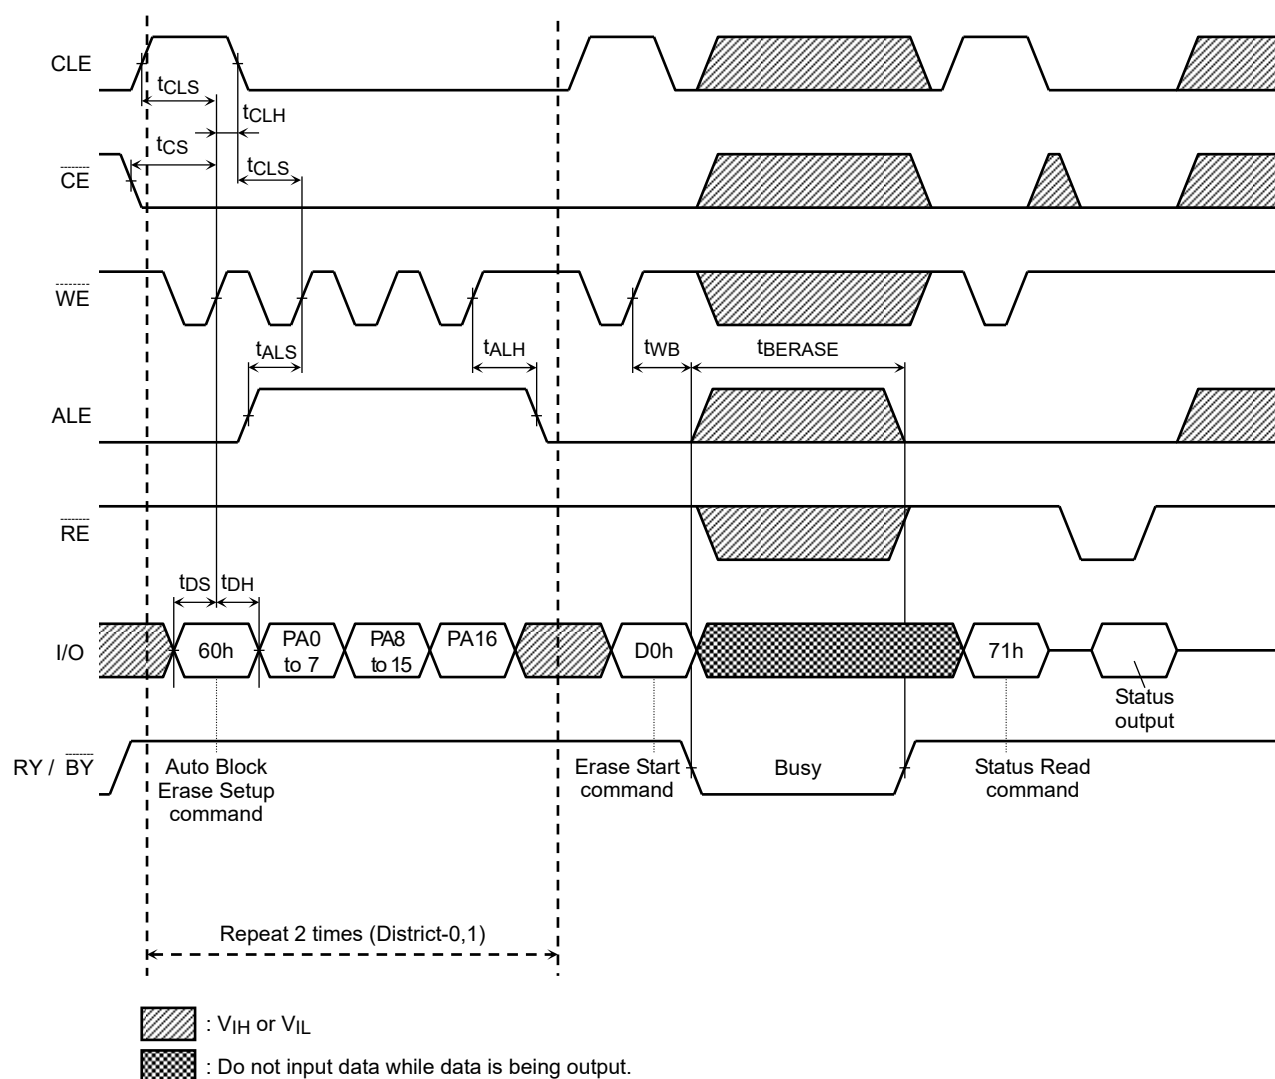 CLE
tCLS
tCLH
tCS
tCLS
CE
WE
tALS
tALH
tWB
tBERASE
ALE
RE
tDS
tDH
I/O
60h
PA0
to 7
PA8
to 15
PA16
D0h
71h
Status
output
RY / BY
Auto Block
Erase Setup
command
Erase Start
command
Busy
Status Read
command
Repeat 2 times (District-0,1)
: VIH or VIL
: Do not input data while data is being output.